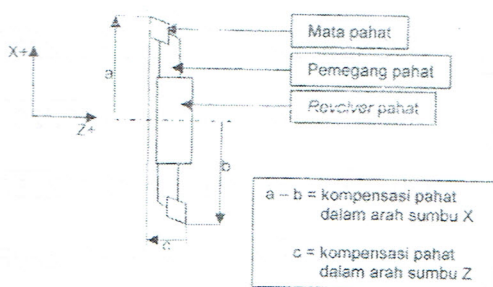 Mata pahat
X+
a
Pemegang pahat
Revolver pahat
Z+
b
a – b = kompensasi pahat
dalam arah sumbu X
c
c = kompensasi pahat
dalam arah sumbu Z